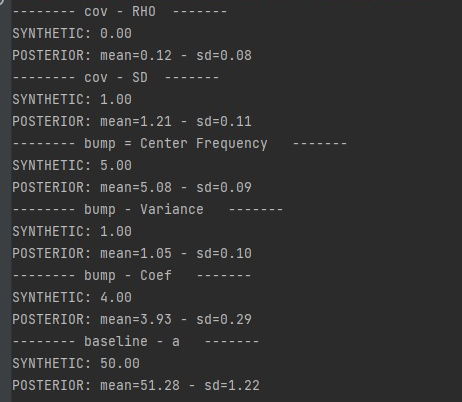 -------- cov - RHO  -------
SYNTHETIC: 0.00
POSTERIOR: mean=0.12 - sd=0.08
-------- cov - SD  -------
SYNTHETIC: 1.00
POSTERIOR: mean=1.21 - sd=0.11
-------- bump = Center Frequency   -------
SYNTHETIC: 5.00
POSTERIOR: mean=5.08 - sd=0.09
-------- bump - Variance   -------
SYNTHETIC: 1.00
POSTERIOR: mean=1.05 - sd=0.10
-------- bump - Coef   -------
SYNTHETIC: 4.00
POSTERIOR: mean=3.93 - sd=0.29
-------- baseline - a   -------
SYNTHETIC: 50.00
POSTERIOR: mean=51.28 - sd=1.22